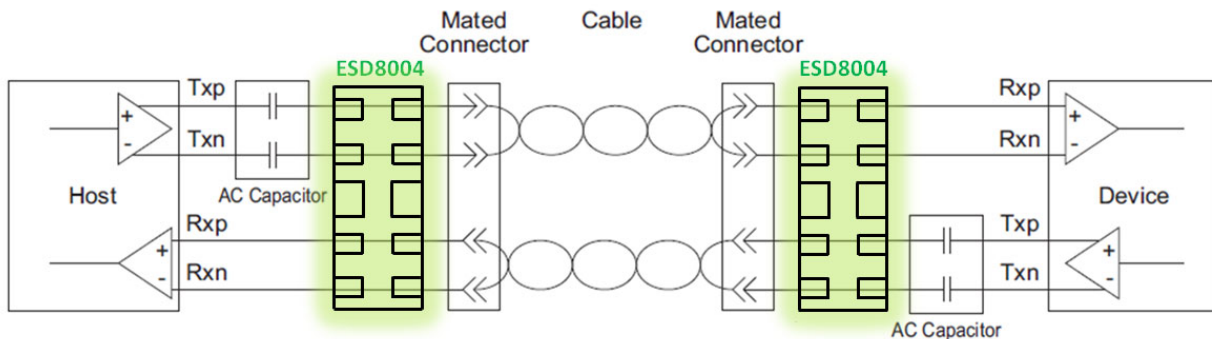 Mated
Connector
Cable
Mated
Connector
ESD8004
ESD8004
Txp
Rxp
+
-
Txn
+
-
Rxn
Host
AC Capacitor
Device
Rxp
Txp
+
-
Rxn
+
-
Txn
AC Capacitor